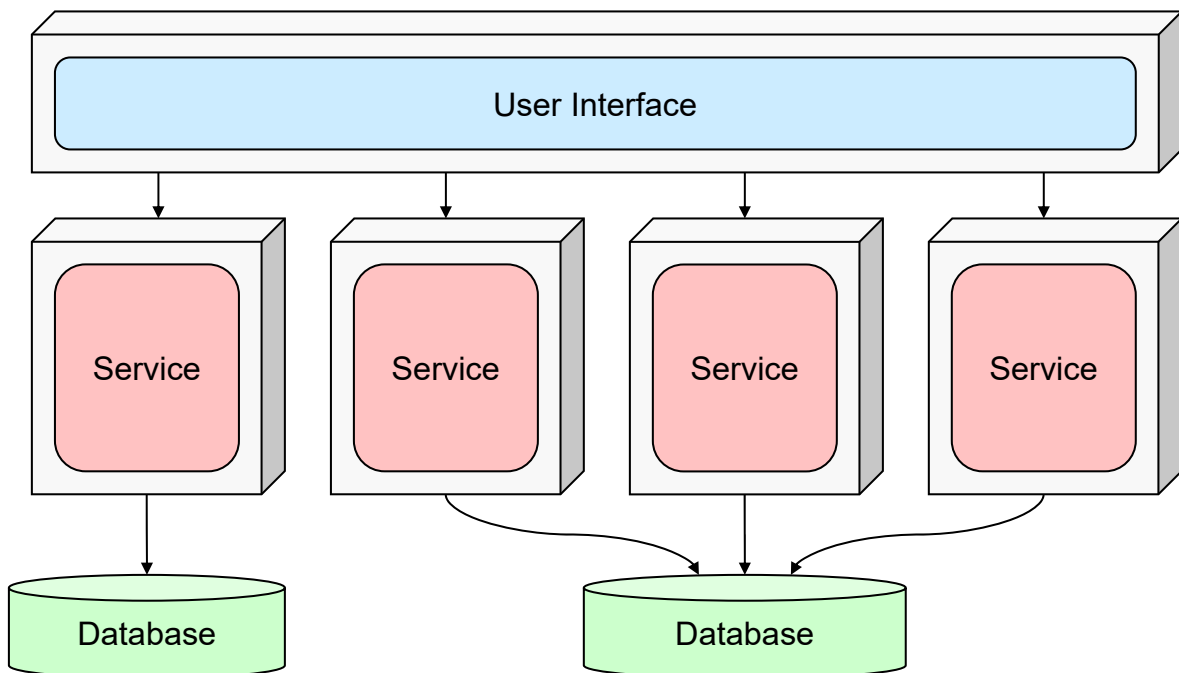 User Interface
Service
Service
Service
Service
Database
Database